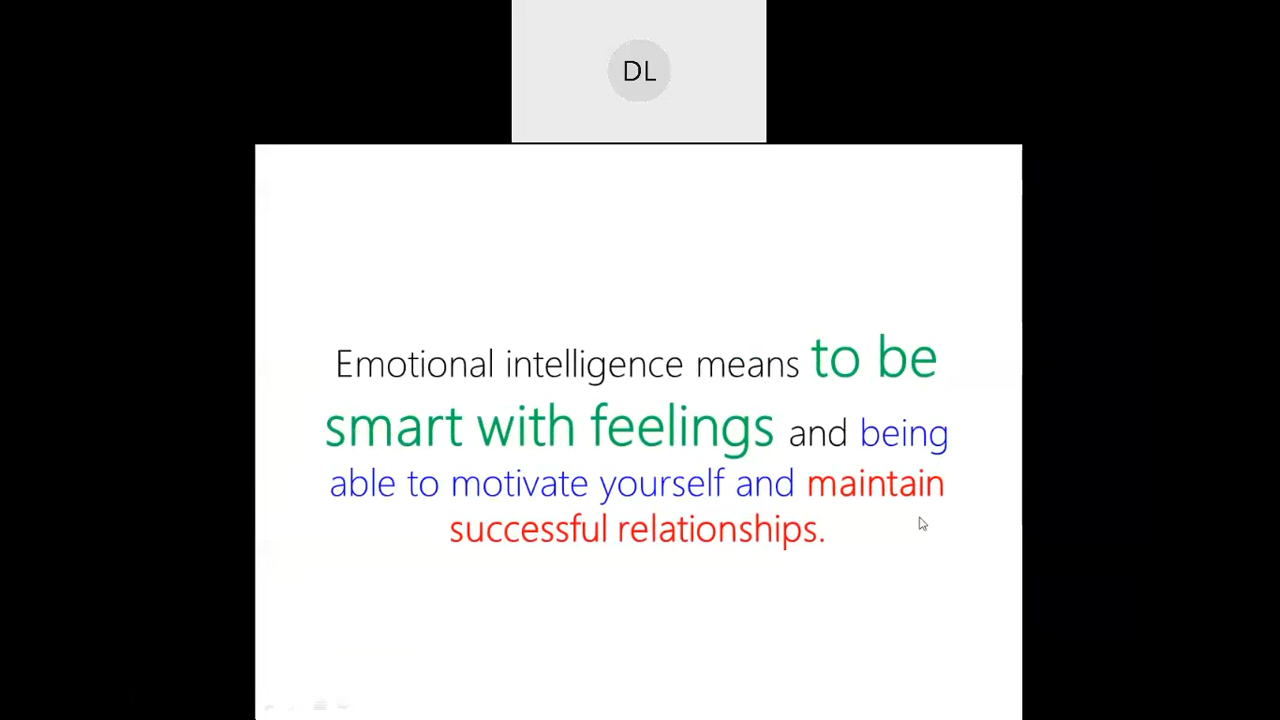 DL
Emotional intelligence means to be
smart with feelings and being
able to motivate yourself and maintain
successful relationships.